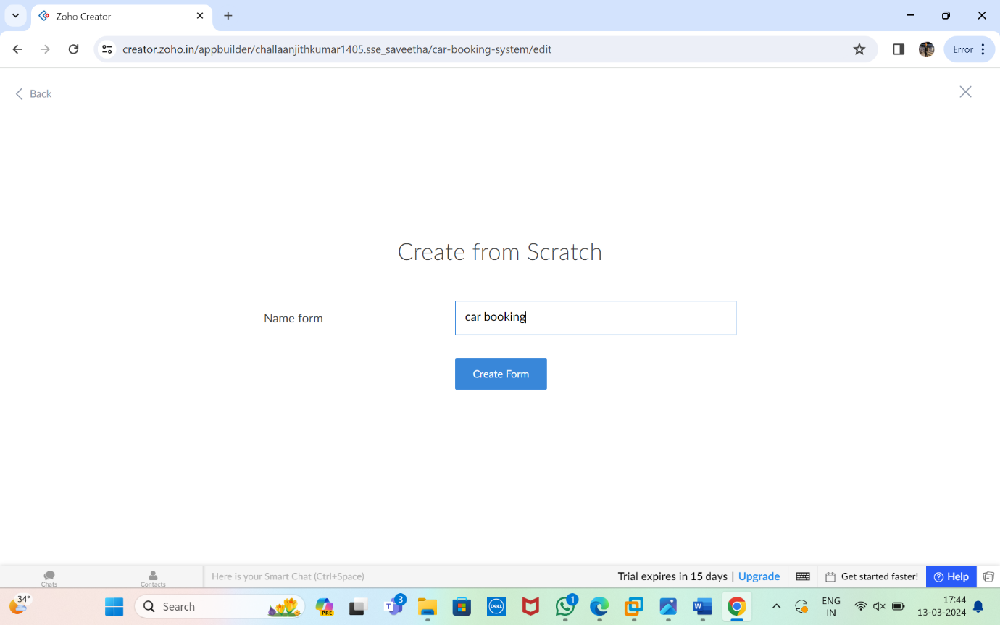 Zoho Creator
creator.zoho.in/appbuilder/challaanjithkumar1405.sse_saveetha/car-booking-system/edit
Error
Back
Create from Scratch
Name form
car booking
Create Form
Chats
Contacts
Here is your Smart Chat (Ctrl+Space)
Trial expires in 15 days | Upgrade
Get started faster!
Help
34°
Search
PRE
T
3
DELL
1
W
ENG
IN
17:44
13-03-2024